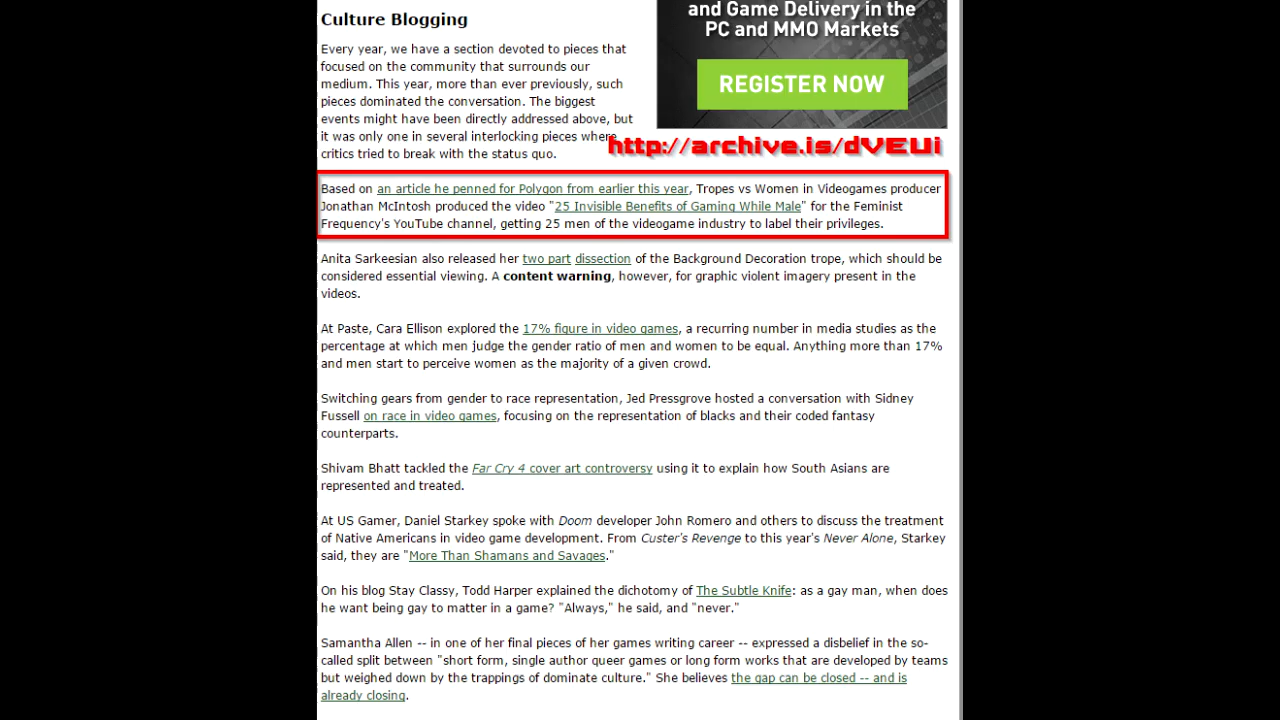 and Game Delivery in the
PC and MMO Markets
REGISTER NOW
http://archive.is/dVEUi
Culture Blogging
Every year, we have a section devoted to pieces that
focused on the community that surrounds our
medium. This year, more than ever previously, such
pieces dominated the conversation. The biggest
events might have been directly addressed above, but
it was only one in several interlocking pieces where
critics tried to break with the status quo.
Based on an article he penned for Polygon from earlier this year, Tropes vs Women in Videogames producer
Jonathan McIntosh produced the video "25 Invisible Benefits of Gaming While Male" for the Feminist
Frequency's YouTube channel, getting 25 men of the videogame industry to label their privileges.
Anita Sarkeesian also released her two part dissection of the Background Decoration trope, which should be
considered essential viewing. A content warning, however, for graphic violent imagery present in the
videos.
At Paste, Cara Ellison explored the 17% figure in video games, a recurring number in media studies as the
percentage at which men judge the gender ratio of men and women to be equal. Anything more than 17%
and men start to perceive women as the majority of a given crowd.
Switching gears from gender to race representation, Jed Pressgrove hosted a conversation with Sidney
Fussell on race in video games, focusing on the representation of blacks and their coded fantasy
counterparts.
Shivam Bhatt tackled the Far Cry 4 cover art controversy using it to explain how South Asians are
represented and treated.
At US Gamer, Daniel Starkey spoke with Doom developer John Romero and others to discuss the treatment
of Native Americans in video game development. From Custer's Revenge to this year's Never Alone, Starkey
said, they are "More Than Shamans and Savages."
On his blog Stay Classy, Todd Harper explained the dichotomy of The Subtle Knife: as a gay man, when does
he want being gay to matter in a game? "Always," he said, and "never."
Samantha Allen -- in one of her final pieces of her games writing career -- expressed a disbelief in the so-
called split between "short form, single author queer games or long form works that are developed by teams
but weighed down by the trappings of dominate culture." She believes the gap can be closed -- and is
already closing.